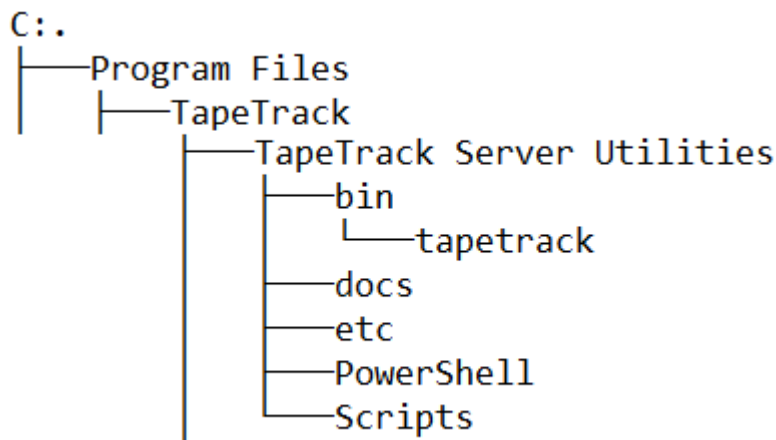 C:.
Program Files
TapeTrack
TapeTrack Server Utilities
bin
tapetrack
docs
etc
PowerShell
Scripts